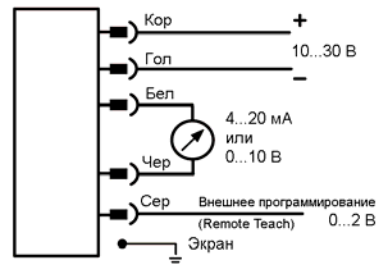 Кор
+
10...30 В
Гол
–
Бел
4...20 мА
или
0...10 В
Чер
Сер
Внешнее программирование
(Remote Teach)
0...2 В
Экран